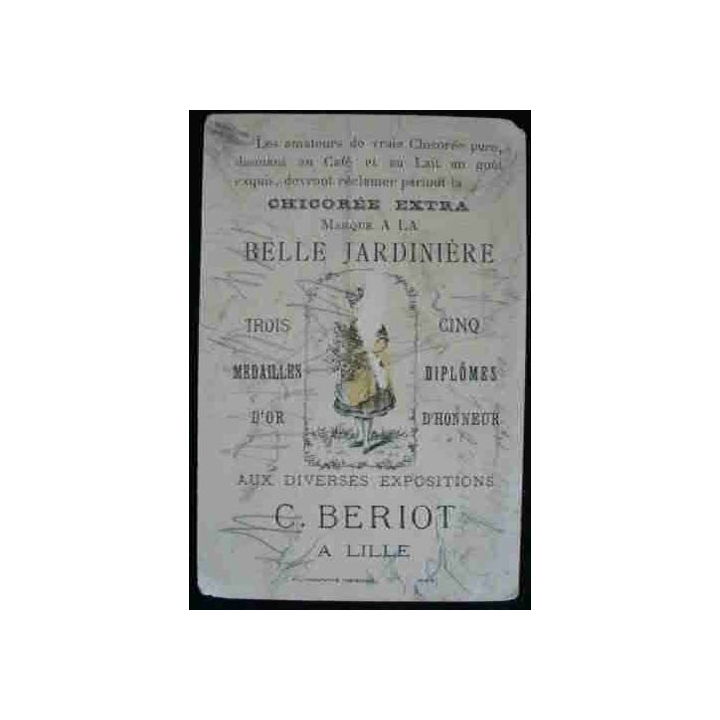 Les amateurs de vraie Chicorée pure,
donnant au Café et au Lait un goût
exquis, devront réclamer partout la
CHICORÉE EXTRA
MARQUE A LA
BELLE JARDINIÈRE
TROIS CINQ
MEDAILLES DIPLÔMES
D'OR D'HONNEUR
AUX DIVERSES EXPOSITIONS
C. BERIOT
A LILLE